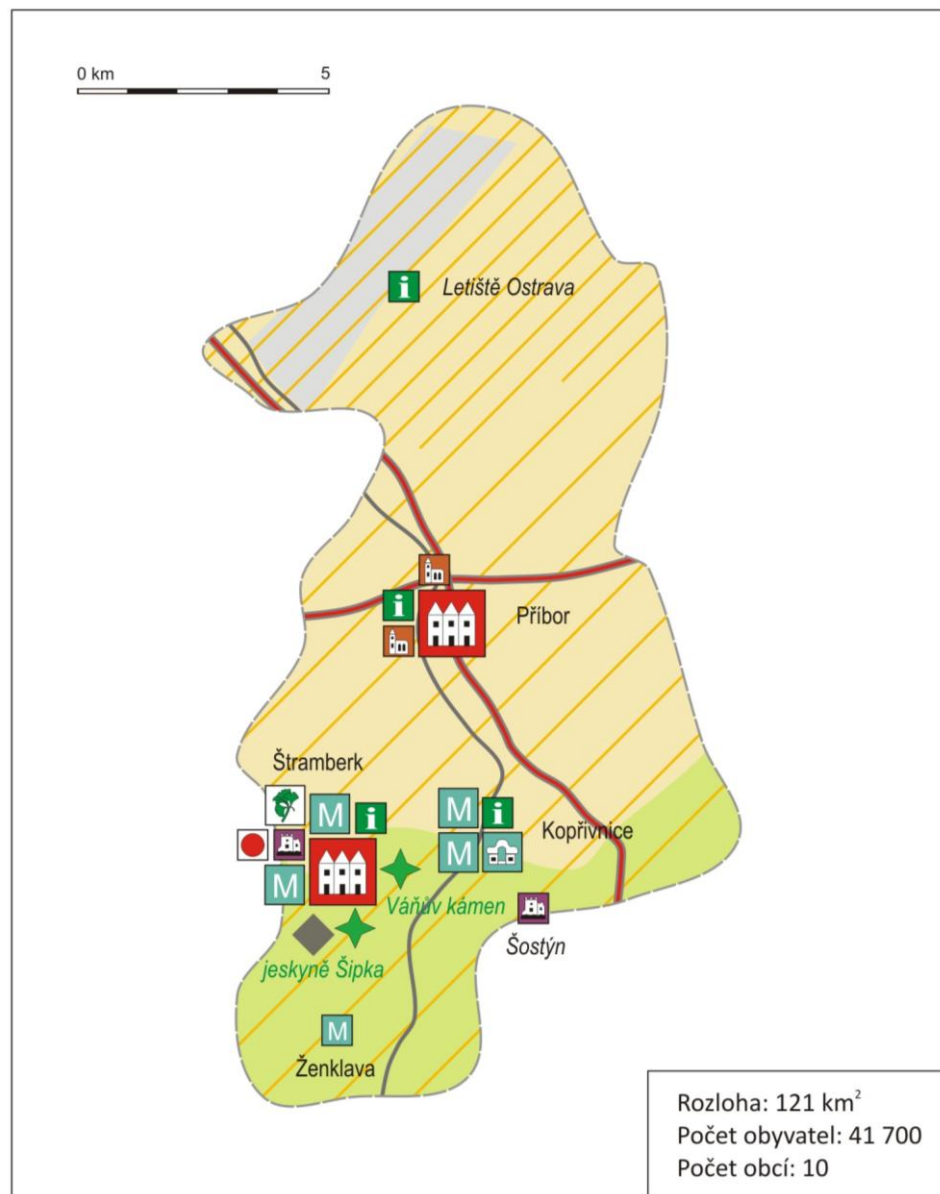 0 km 5
i Letiště Ostrava
i Příbor
Štramberk
M i M i
Kopřivnice
M M
Váňův kámen
Šostýn
jeskyně Šipka
M
Ženklava
Rozloha: 121 km²
Počet obyvatel: 41 700
Počet obcí: 10